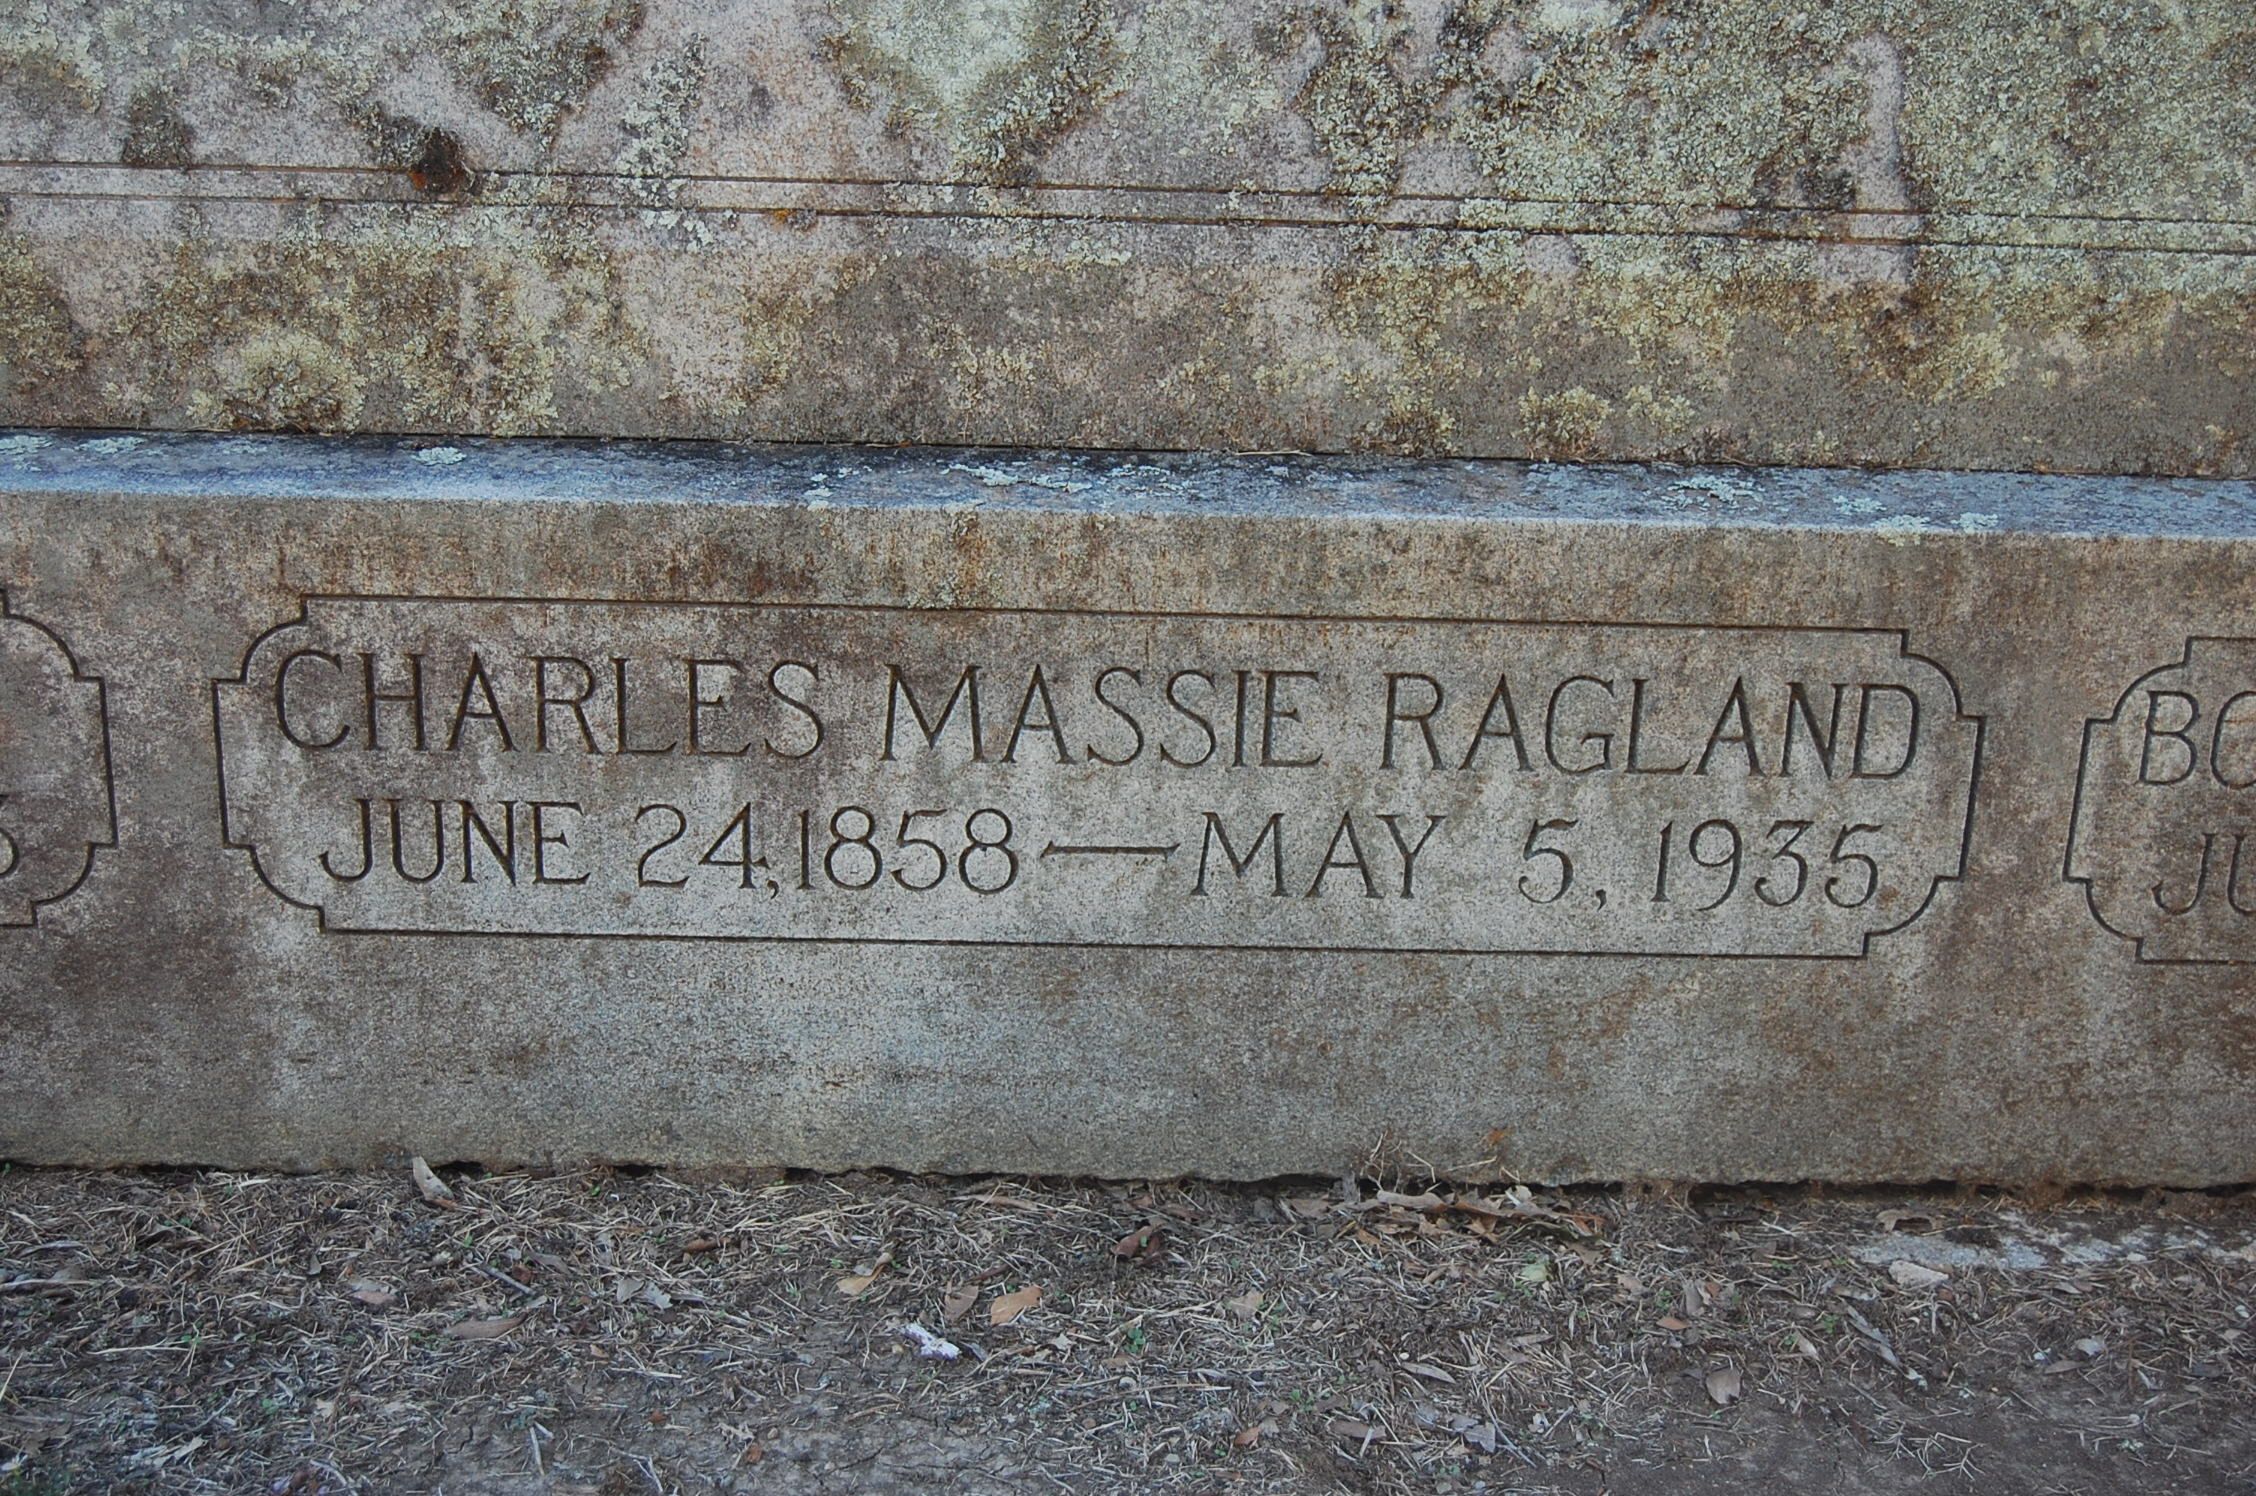 CHARLES MASSIE RAGLAND
JUNE 24, 1858 — MAY 5, 1935